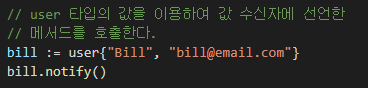 // user 타입의 값을 이용하여 값 수신자에 선언한
// 메서드를 호출한다.
bill := user{"Bill", "bill@email.com"}
bill.notify()